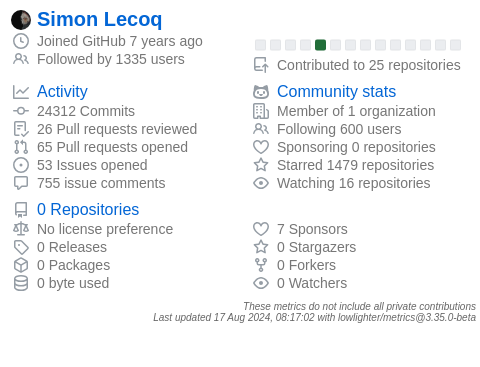 Simon Lecoq
Joined GitHub 7 years ago
Followed by 1335 users
Contributed to 25 repositories
Activity
24312 Commits
26 Pull requests reviewed
65 Pull requests opened
53 Issues opened
755 issue comments
Community stats
Member of 1 organization
Following 600 users
Sponsoring 0 repositories
Starred 1479 repositories
Watching 16 repositories
0 Repositories
No license preference
0 Releases
0 Packages
0 byte used
7 Sponsors
0 Stargazers
0 Forkers
0 Watchers
These metrics do not include all private contributions
Last updated 17 Aug 2024, 08:17:02 with lowlighter/metrics@3.35.0-beta